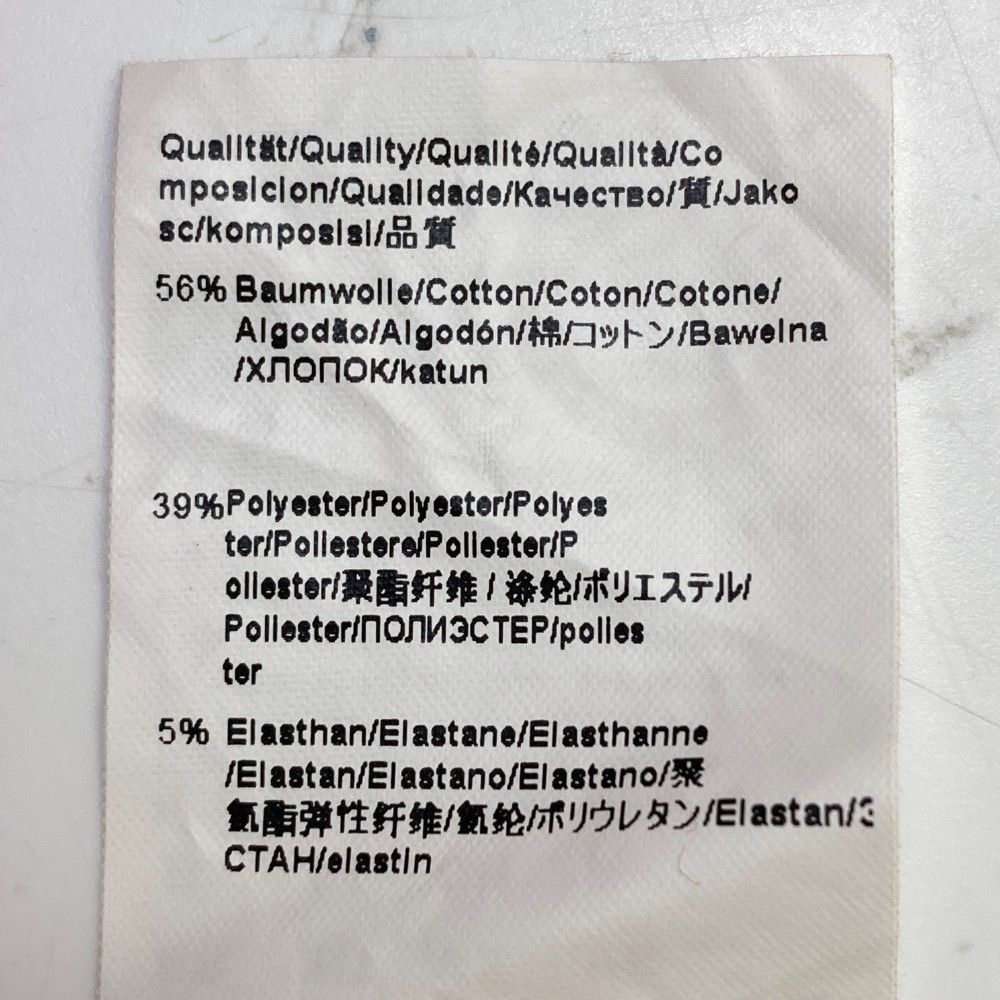 Qualität/Quality/Qualité/Qualità/Co
mposicion/Qualidade/Качество/質/Jako
sc/komposisi/品質
56% Baumwolle/Cotton/Coton/Cotone/
Algodão/Algodón/棉/コットン/Bawelna
/ХЛОПОК/katun
39% Polyester/Polyester/Polyes
ter/Poliestere/Poliester/P
oliester/聚酯纤维 / 涤纶/ポリエステル/
Poliester/ПОЛИЭСТЕР/polies
ter
5% Elasthan/Elastane/Elasthanne
/Elastan/Elastano/Elastano/聚
氨酯弹性纤维/氨纶/ポリウレタン/Elastan/Э
СТАН/elastin